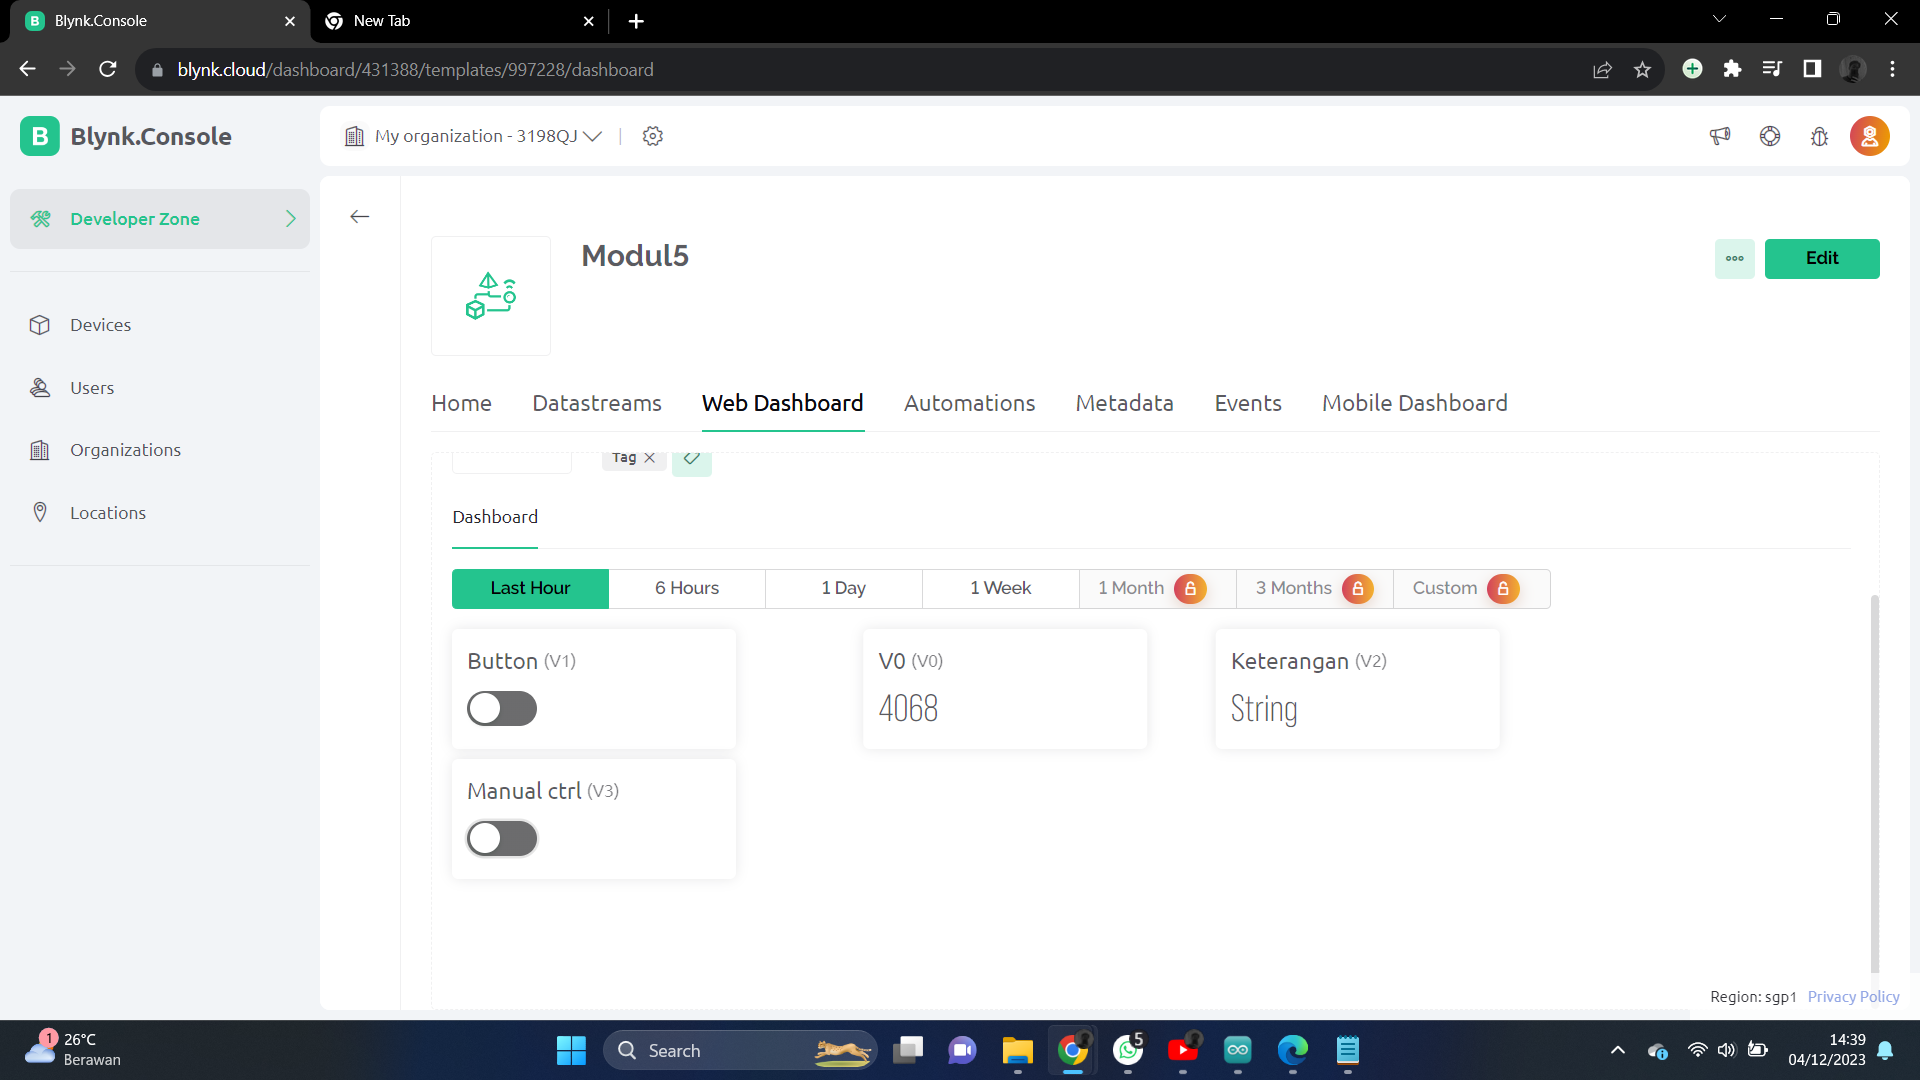 Blynk.Console
New Tab
blynk.cloud/dashboard/431388/templates/997228/dashboard
B Blynk.Console
My organization - 3198QJ
Developer Zone
Devices
Users
Organizations
Locations
Modul5
Edit
Home Datastreams Web Dashboard Automations Metadata Events Mobile Dashboard
Tag
Dashboard
Last Hour 6 Hours 1 Day 1 Week 1 Month 3 Months Custom
Button (V1)
V0 (V0)
4068
Keterangan (V2)
String
Manual ctrl (V3)
Region: sgp1 Privacy Policy
1
26°C
Berawan
Search
5
14:39
04/12/2023